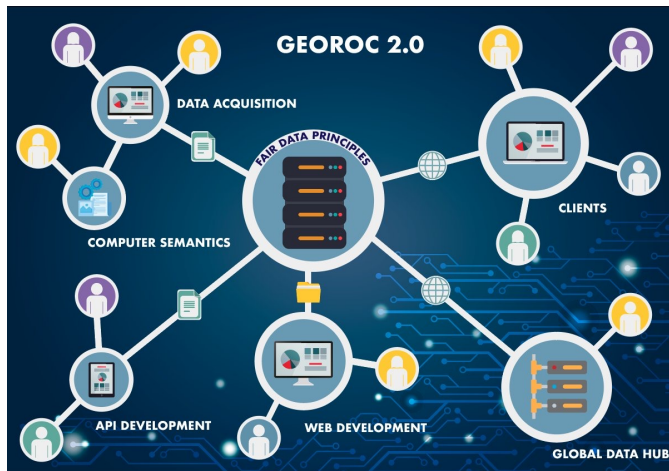 GEOROC 2.0
DATA ACQUISITION
FAIR DATA PRINCIPLES
CLIENTS
COMPUTER SEMANTICS
API DEVELOPMENT
WEB DEVELOPMENT
GLOBAL DATA HUB